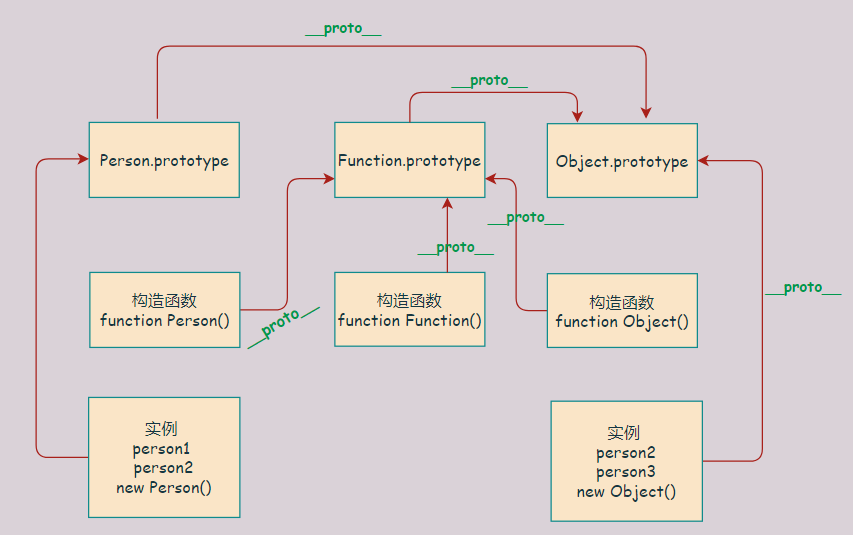 __proto__
__proto__
Person.prototype
Function.prototype
Object.prototype
__proto__
__proto__
__proto__
构造函数
function Person()
构造函数
function Function()
构造函数
function Object()
__proto__
实例
person1
person2
new Person()
实例
person2
person3
new Object()